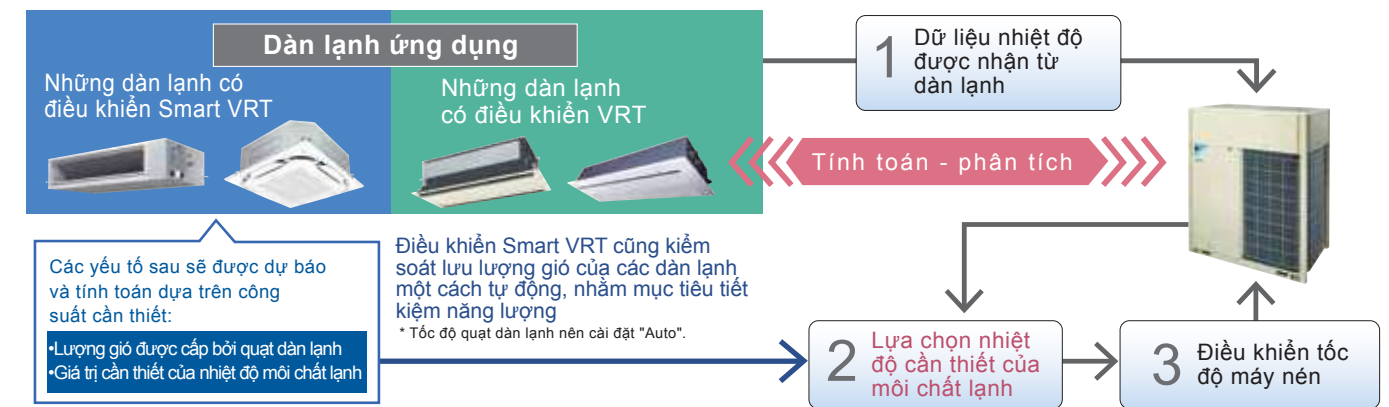 Dàn lạnh ứng dụng
Những dàn lạnh có
điều khiển Smart VRT
Những dàn lạnh
có điều khiển VRT
1
Dữ liệu nhiệt độ
được nhận từ
dàn lạnh
Tính toán - phân tích
Các yếu tố sau sẽ được dự báo
và tính toán dựa trên công
suất cần thiết:
•Lượng gió được cấp bởi quạt dàn lạnh
•Giá trị cần thiết của nhiệt độ môi chất lạnh
Điều khiển Smart VRT cũng kiểm
soát lưu lượng gió của các dàn lạnh
một cách tự động, nhằm mục tiêu tiết
kiệm năng lượng
* Tốc độ quạt dàn lạnh nên cài đặt "Auto".
2
Lựa chọn nhiệt
độ cần thiết của
môi chất lạnh
3
Điều khiển tốc
độ máy nén